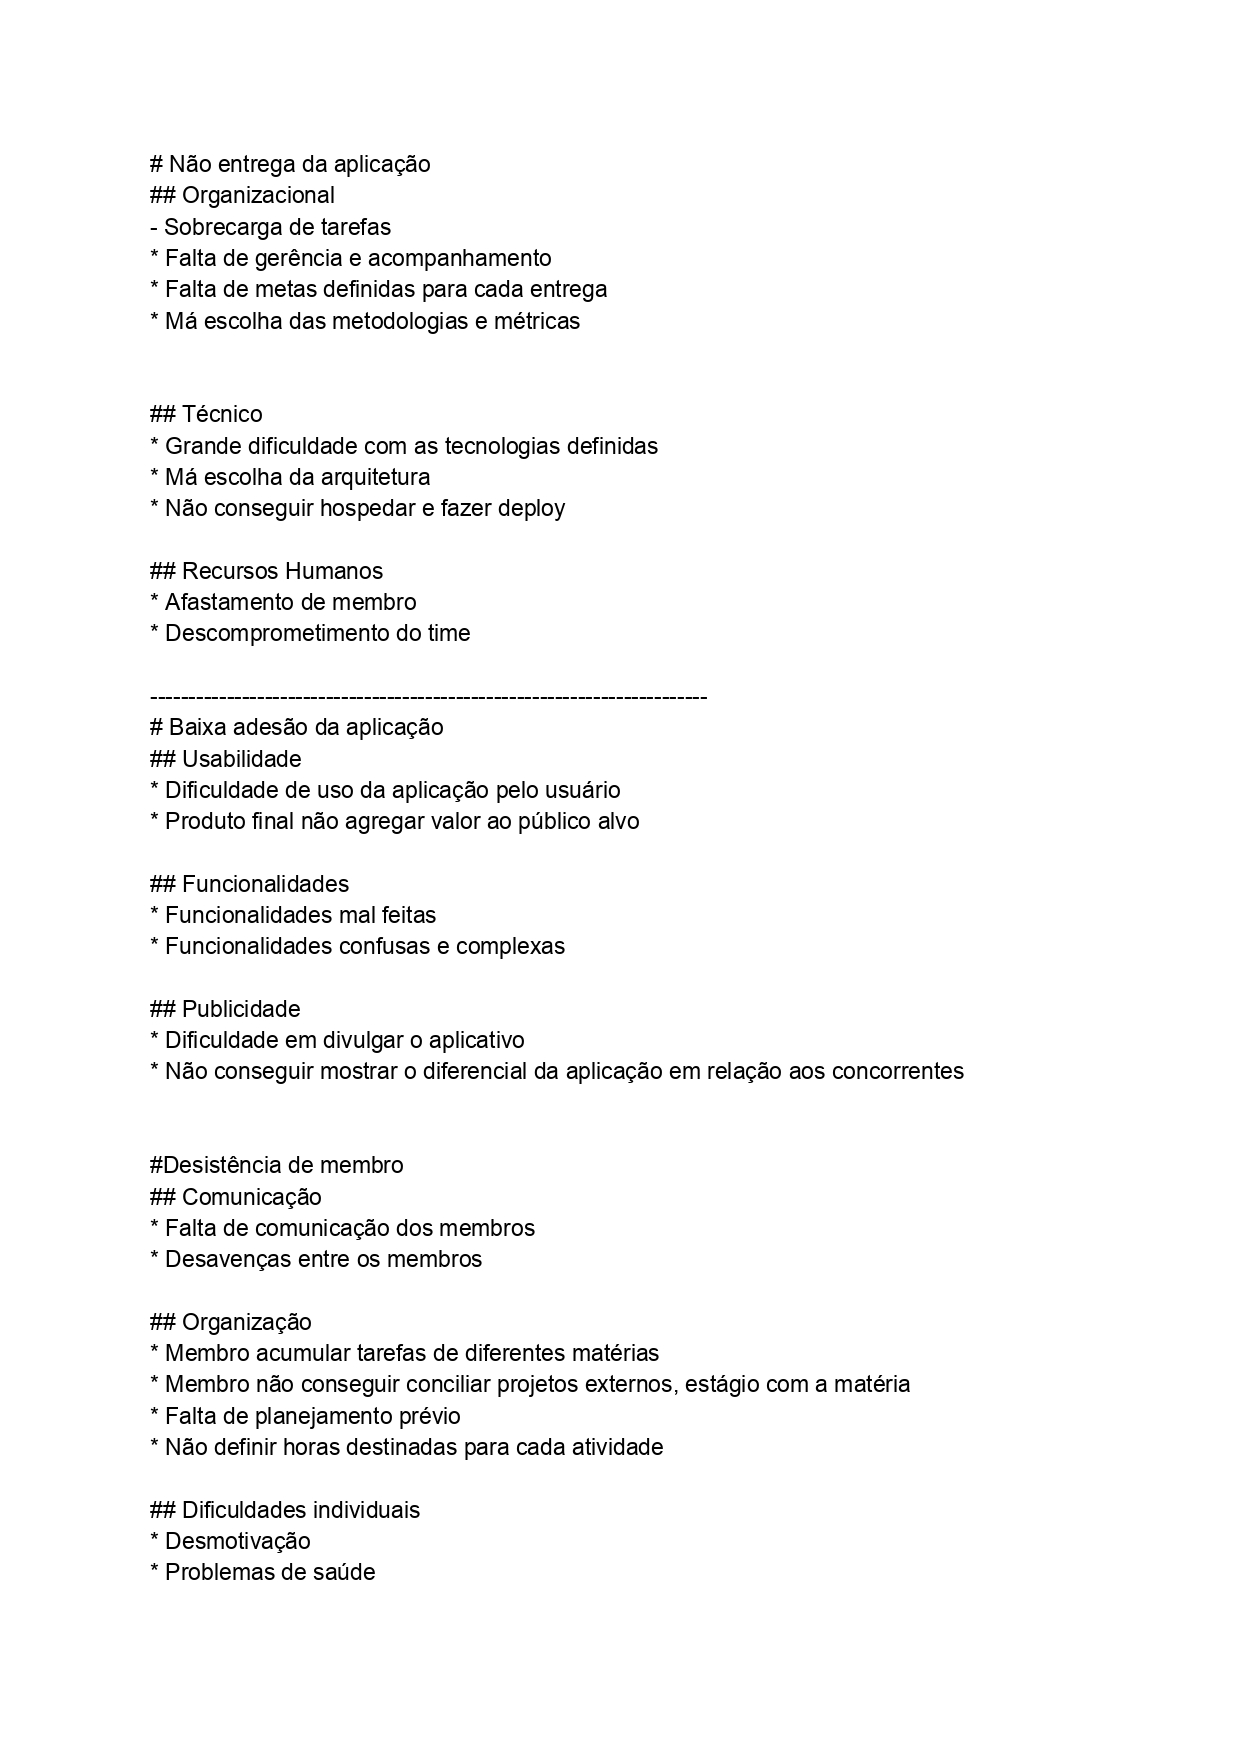 # Não entrega da aplicação
## Organizacional
- Sobrecarga de tarefas
* Falta de gerência e acompanhamento
* Falta de metas definidas para cada entrega
* Má escolha das metodologias e métricas
## Técnico
* Grande dificuldade com as tecnologias definidas
* Má escolha da arquitetura
* Não conseguir hospedar e fazer deploy
## Recursos Humanos
* Afastamento de membro
* Descomprometimento do time
-------------------------------------------------------------------------
# Baixa adesão da aplicação
## Usabilidade
* Dificuldade de uso da aplicação pelo usuário
* Produto final não agregar valor ao público alvo
## Funcionalidades
* Funcionalidades mal feitas
* Funcionalidades confusas e complexas
## Publicidade
* Dificuldade em divulgar o aplicativo
* Não conseguir mostrar o diferencial da aplicação em relação aos concorrentes
#Desistência de membro
## Comunicação
* Falta de comunicação dos membros
* Desavenças entre os membros
## Organização
* Membro acumular tarefas de diferentes matérias
* Membro não conseguir conciliar projetos externos, estágio com a matéria
* Falta de planejamento prévio
* Não definir horas destinadas para cada atividade
## Dificuldades individuais
* Desmotivação
* Problemas de saúde